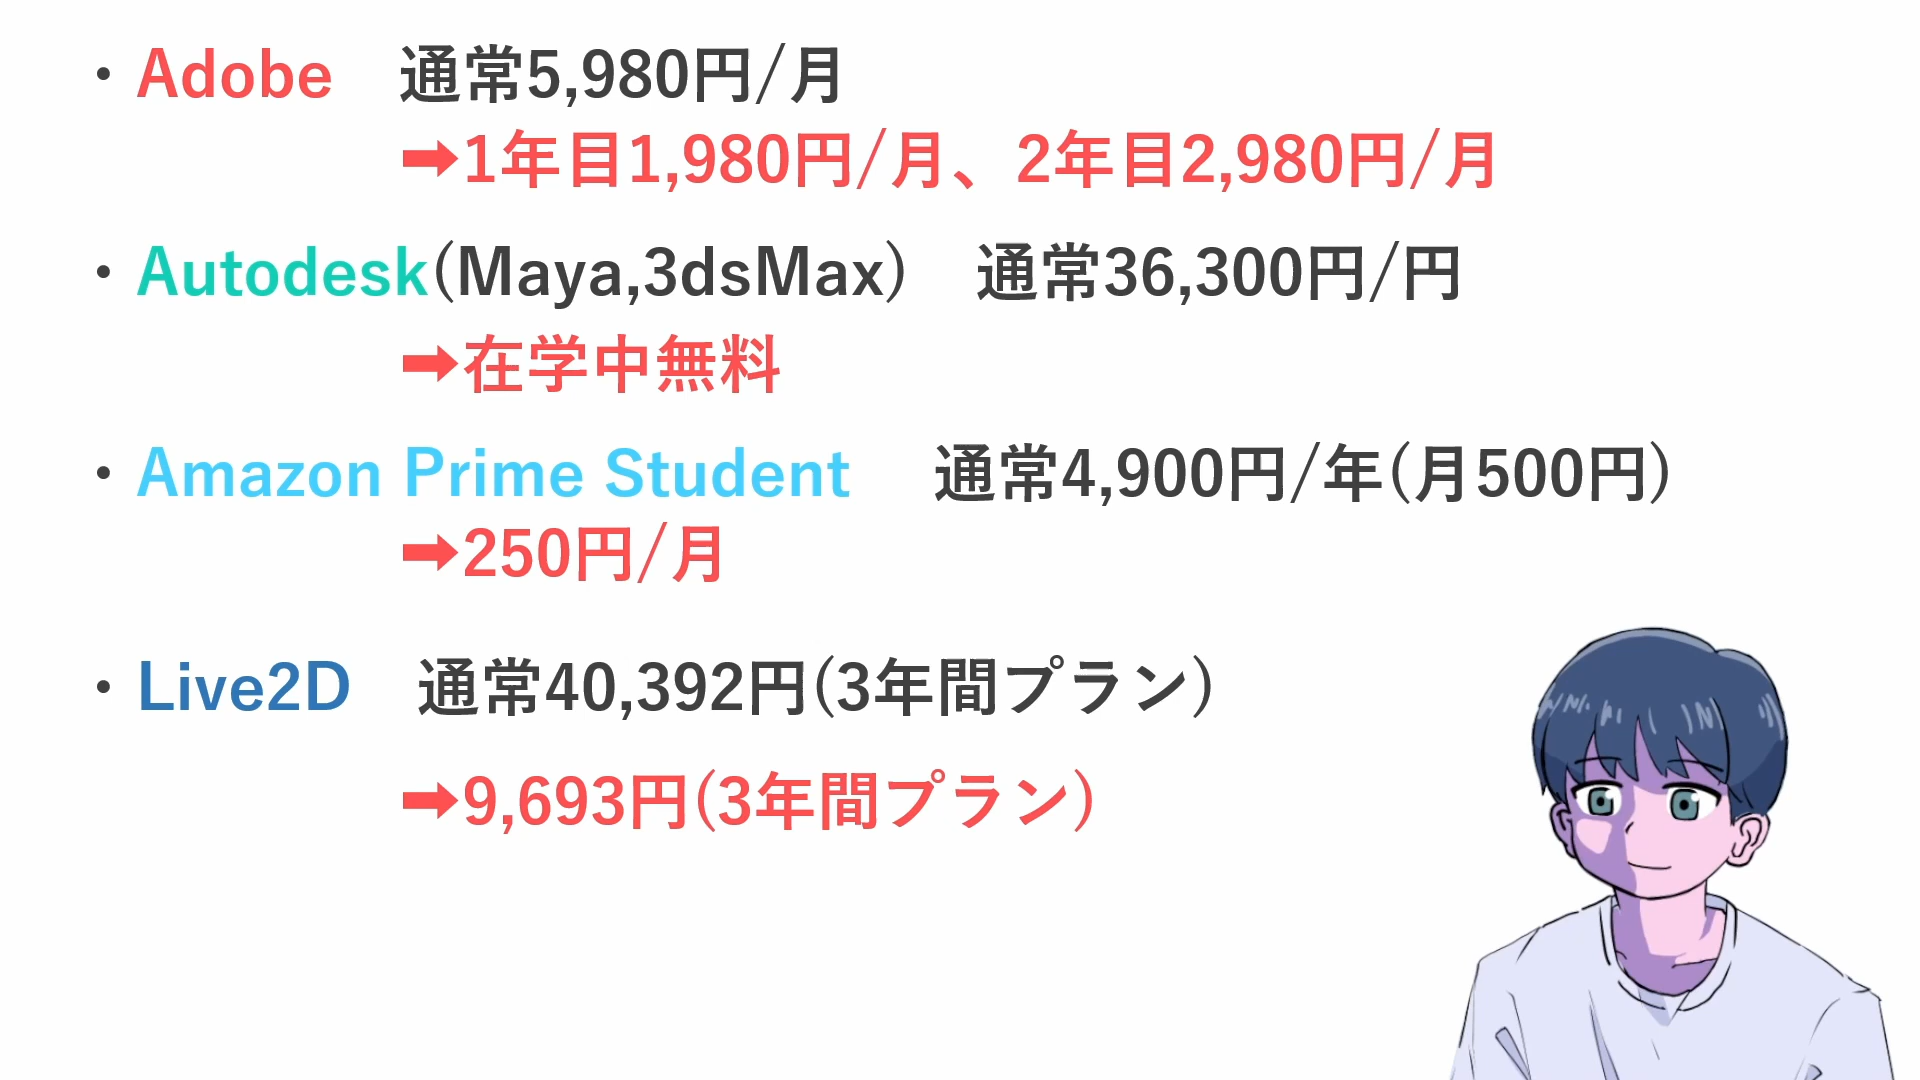 ・Adobe　通常5,980円/月
➡1年目1,980円/月、2年目2,980円/月
・Autodesk(Maya,3dsMax)　通常36,300円/円
➡在学中無料
・Amazon Prime Student　通常4,900円/年(月500円)
➡250円/月
・Live2D　通常40,392円(3年間プラン)
➡9,693円(3年間プラン)